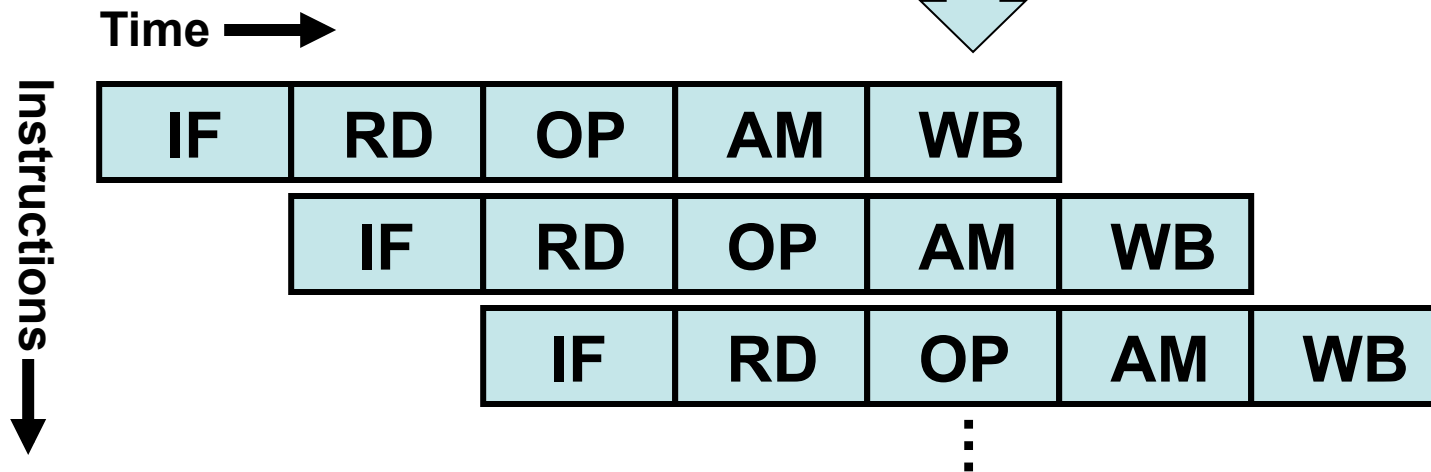 Time
Instructions
IF RD OP AM WB
IF RD OP AM WB
IF RD OP AM WB
⋮